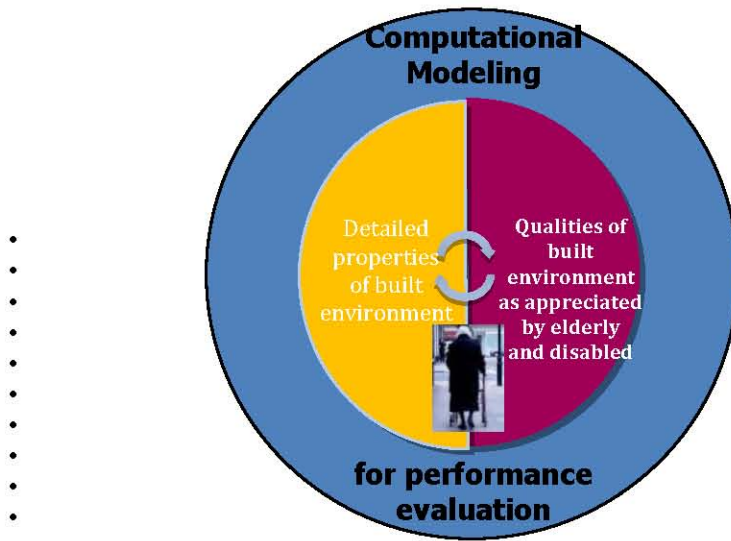 Computational
Modeling
Detailed
properties
of built
environment
Qualities of
built
environment
as appreciated
by elderly
and disabled
for performance
evaluation